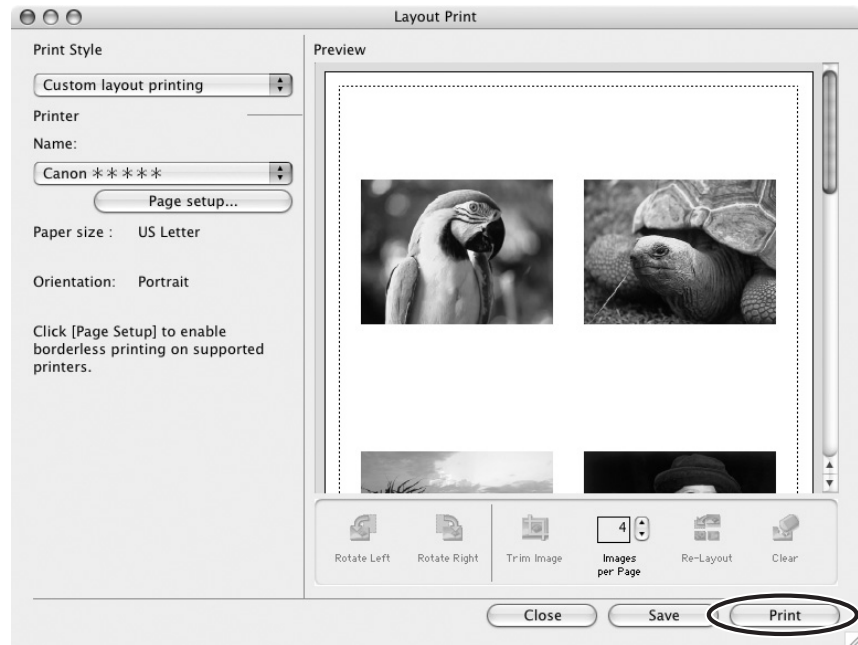 Layout Print
Print Style
Custom layout printing
Printer
Name:
Canon *****
Page setup...
Paper size : US Letter
Orientation: Portrait
Click [Page Setup] to enable
borderless printing on supported
printers.
Preview
Rotate Left
Rotate Right
Trim Image
4
Images
per Page
Re-Layout
Clear
Close
Save
Print